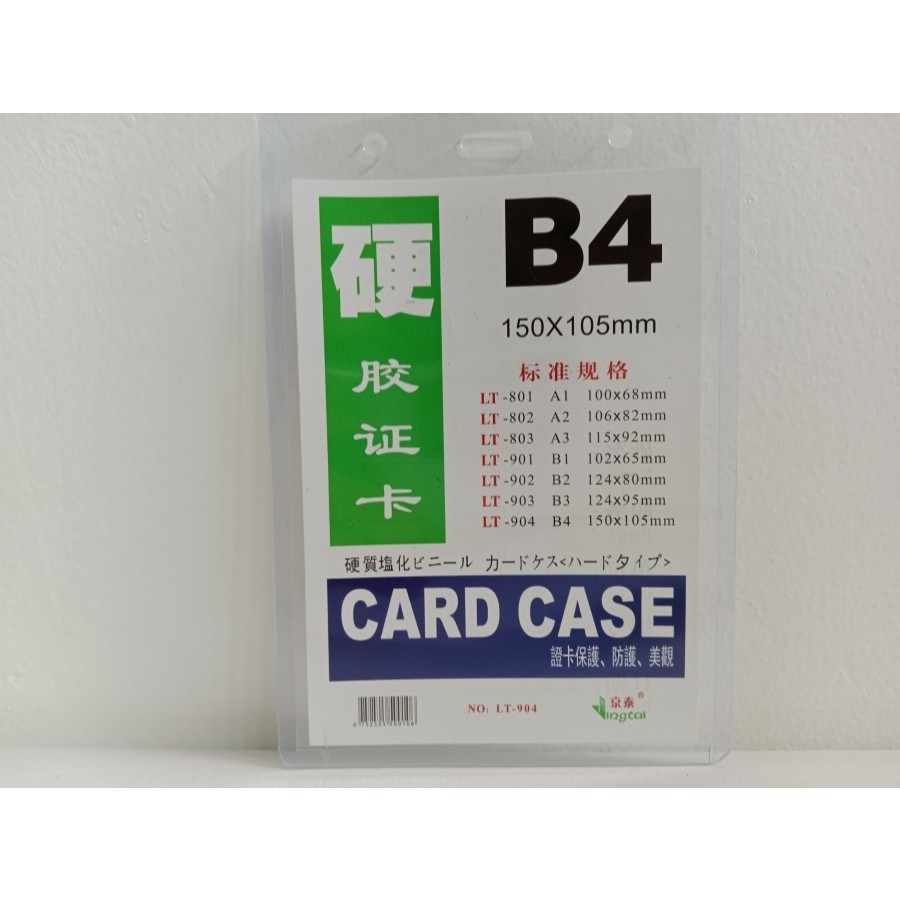 硬
胶
证
卡
B4
150X105mm
标准规格
LT-801 A1 100x68mm
LT-802 A2 106x82mm
LT-803 A3 115x92mm
LT-901 B1 102x65mm
LT-902 B2 124x80mm
LT-903 B3 124x95mm
LT-904 B4 150x105mm
硬質塩化ビニール カードケス<ハードタイプ>
CARD CASE
證卡保護、防護、美觀
NO: LT-904
京泰®
Jingtai